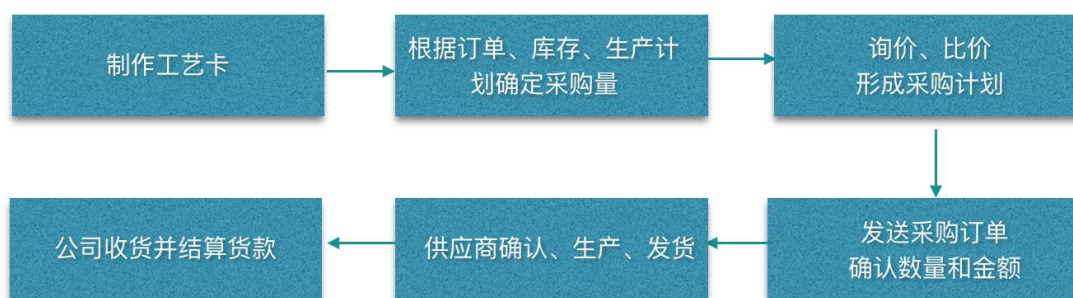 制作工艺卡
根据订单、库存、生产计
划确定采购量
询价、比价
形成采购计划
发送采购订单
确认数量和金额
供应商确认、生产、发货
公司收货并结算货款